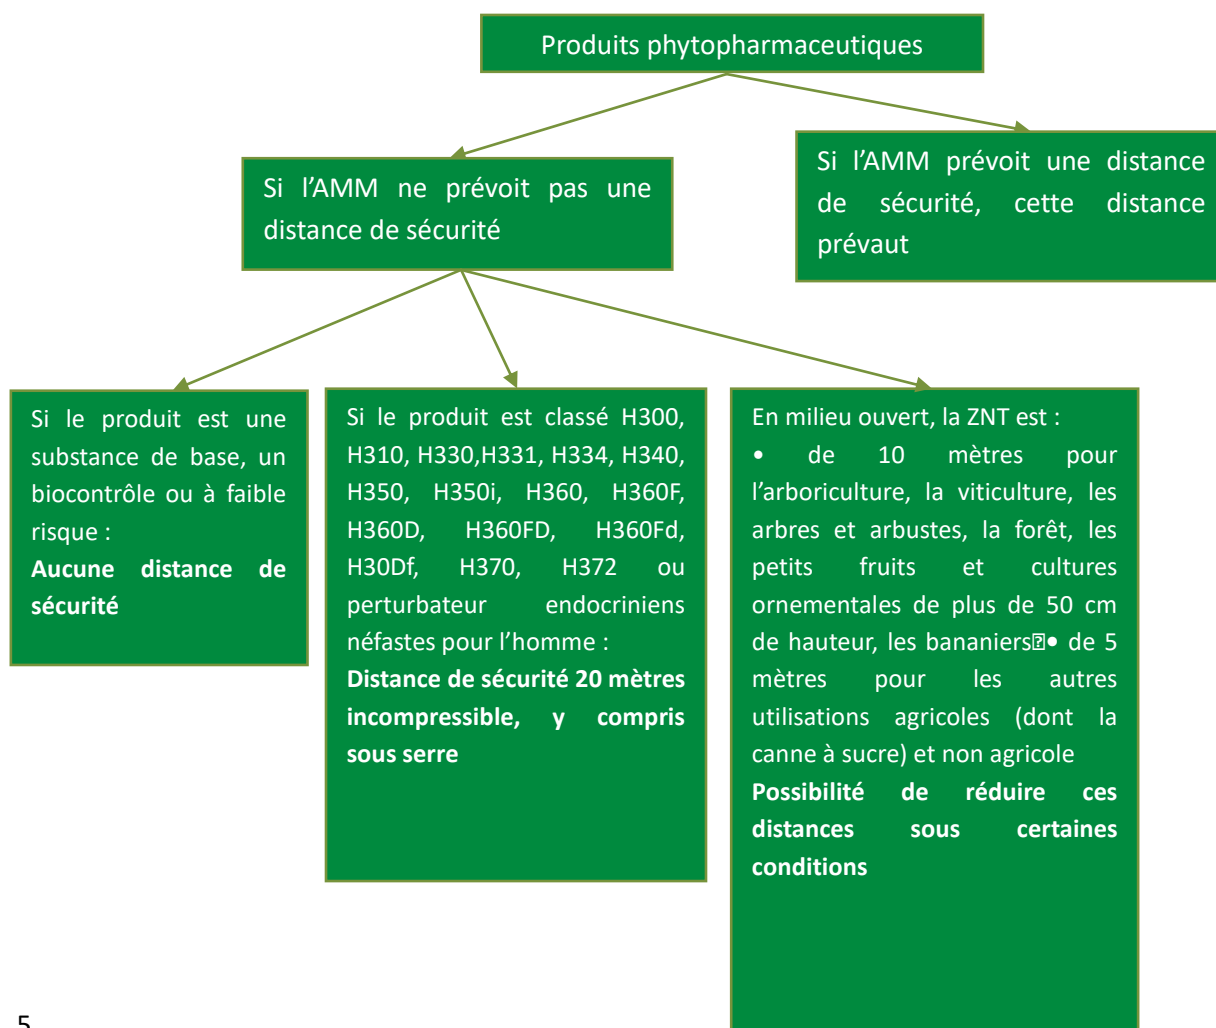 Produits phytopharmaceutiques
Si l’AMM ne prévoit pas une
distance de sécurité
Si l’AMM prévoit une distance
de sécurité, cette distance
prévaut
Si le produit est une
substance de base, un
biocontrôle ou à faible
risque :
Aucune distance de
sécurité
Si le produit est classé H300,
H310, H330,H331, H334, H340,
H350, H350i, H360, H360F,
H360D, H360FD, H360Fd,
H30Df, H370, H372 ou
perturbateur endocriniens
néfastes pour l’homme :
Distance de sécurité 20 mètres
incompressible, y compris
sous serre
En milieu ouvert, la ZNT est :
• de 10 mètres pour
l’arboriculture, la viticulture, les
arbres et arbustes, la forêt, les
petits fruits et cultures
ornementales de plus de 50 cm
de hauteur, les bananiers⍰• de 5
mètres pour les autres
utilisations agricoles (dont la
canne à sucre) et non agricole
Possibilité de réduire ces
distances sous certaines
conditions
5